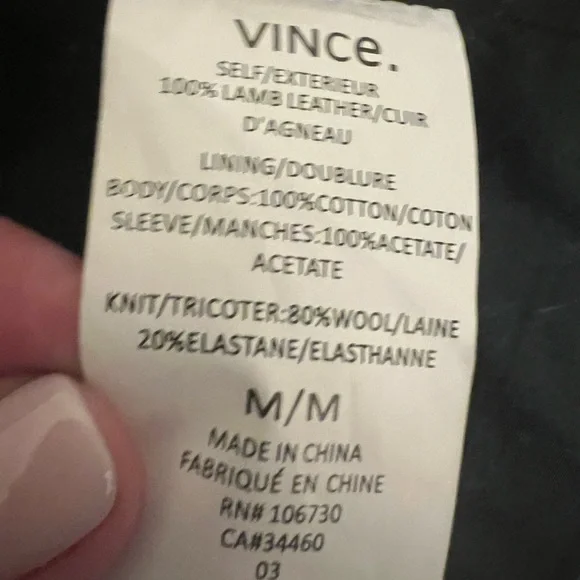 VINCe.
SELF/EXTERIEUR
100% LAMB LEATHER/CUIR
D'AGNEAU
LINING/DOUBLURE
BODY/CORPS:100%COTTON/COTON
SLEEVE/MANCHES:100%ACETATE/
ACETATE
KNIT/TRICOTER:80%WOOL/LAINE
20%ELASTANE/ELASTHANNE
M/M
MADE IN CHINA
FABRIQUÉ EN CHINE
RN# 106730
CA#34460
03